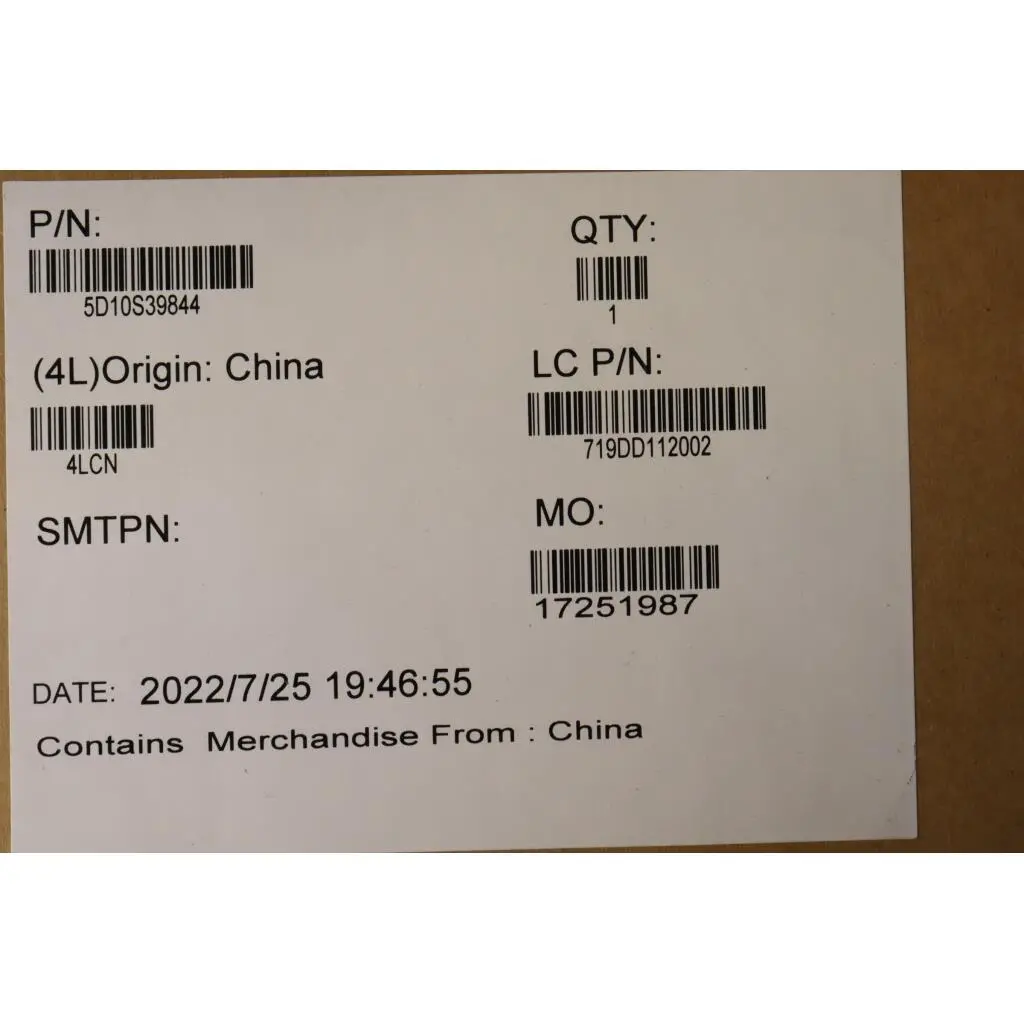 P/N:
5D10S39844
QTY:
1
(4L)Origin: China
4LCN
LC P/N:
719DD112002
SMTPN:
MO:
17251987
DATE: 2022/7/25 19:46:55
Contains Merchandise From : China